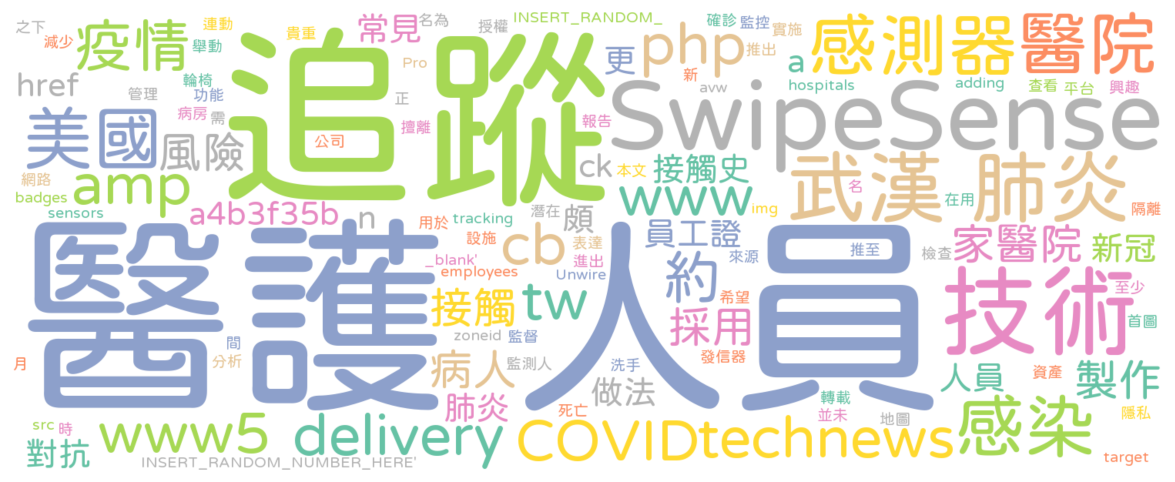 之下
連動
常見
名為
授權
INSERT_RANDOM_
確診
監控
實施
減少
疫情
舉動
貴重
追蹤
更
php
新
推出
a
感測器
醫院
href
管理
輪椅
功能
病房
需
Pro
正
擅離
報告
avw
hospitals
adding
查看
平台
興趣
美國
風險
公司
SwipeSense
網路
badges
amp
ck
本文
接觸史
武漢
肺炎
sensors
a4b3f35b
n
用於
tracking
潛在
頗
www
img
名
在用
隔離
設施
cb
表達
員工證
來源
推至
檢查
家醫院
新冠
_blank'
employees
進出
Unwire
約
醫護人員
接觸
tw
希望
採用
技術
至少
首圖
zoneid
監督
發信器
月
間
分析
病人
監測人
洗手
做法
人員
資產
製作
肺炎
死亡
轉載
並未
地圖
感染
隱私
src
時
對抗
www5
delivery
COVID
technews
INSERT_RANDOM_NUMBER_HERE'
target